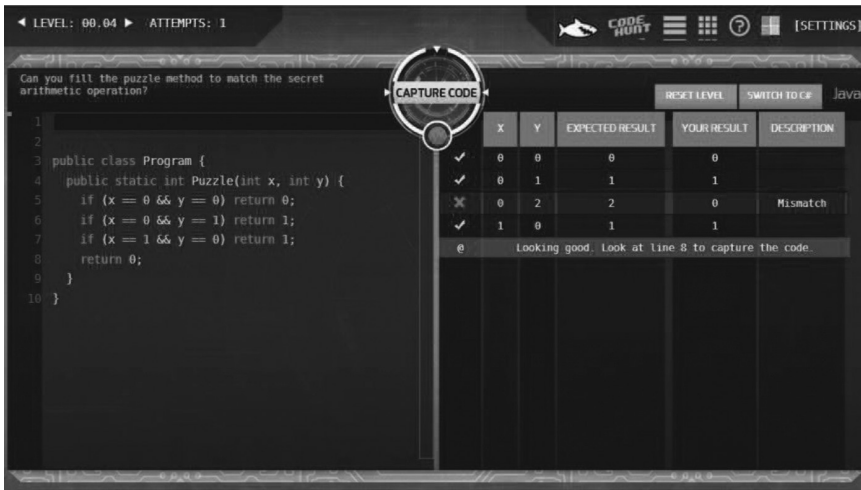 LEVEL: 00.04 ATTEMPTS: 1
CODE
HUNT
? [SETTINGS]
Can you fill the puzzle method to match the secret
arithmetic operation?
CAPTURE CODE
RESET LEVEL SWITCH TO C# Java
1
2
3 public class Program {
4 public static int Puzzle(int x, int y) {
5 if (x == 0 && y == 0) return 0;
6 if (x == 0 && y == 1) return 1;
7 if (x == 1 && y == 0) return 1;
8 return 0;
9 }
10 }
X Y EXPECTED RESULT YOUR RESULT DESCRIPTION
0 0 0 0
0 1 1 1
0 2 2 0 Mismatch
1 0 1 1
@ Looking good. Look at line 8 to capture the code.